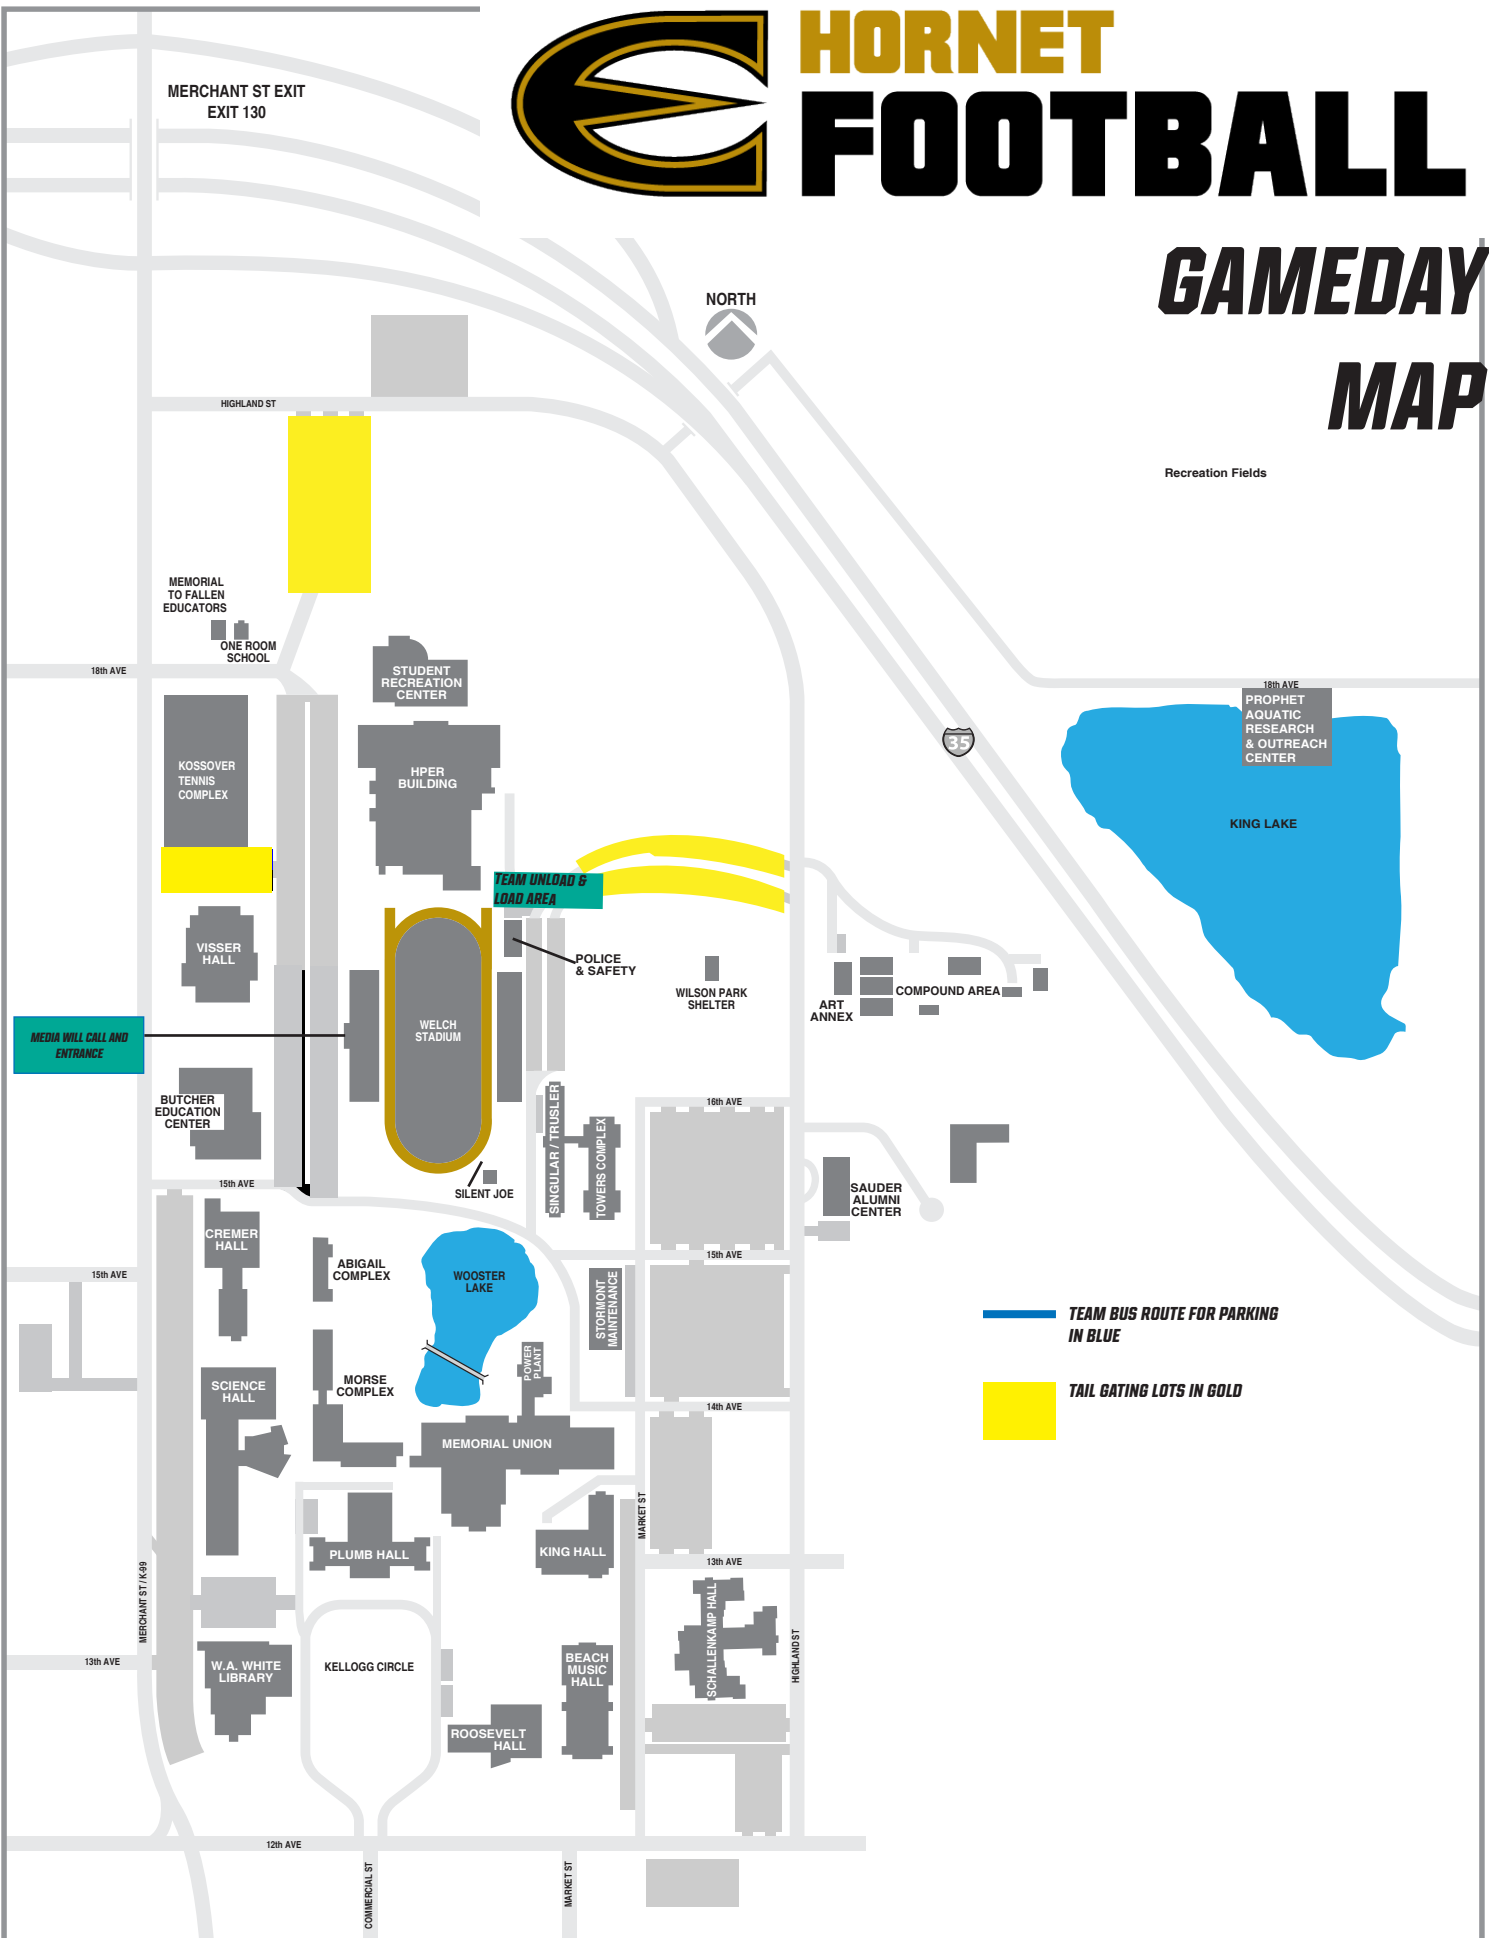 HORNET
FOOTBALL
GAMEDAY
MAP
MERCHANT ST EXIT
EXIT 130
NORTH
HIGHLAND ST
Recreation Fields
MEMORIAL
TO FALLEN
EDUCATORS
ONE ROOM
SCHOOL
18th AVE
STUDENT
RECREATION
CENTER
18th AVE
PROPHET
AQUATIC
RESEARCH
& OUTREACH
CENTER
35
KOSSOVER
TENNIS
COMPLEX
HPER
BUILDING
KING LAKE
TEAM UNLOAD &
LOAD AREA
VISSER
HALL
POLICE
& SAFETY
WILSON PARK
SHELTER
ART
ANNEX
COMPOUND AREA
MEDIA WILL CALL AND
ENTRANCE
WELCH
STADIUM
BUTCHER
EDUCATION
CENTER
SINGULAR / TRUSLER
TOWERS COMPLEX
16th AVE
15th AVE
SILENT JOE
SAUDER
ALUMNI
CENTER
CREMER
HALL
ABIGAIL
COMPLEX
WOOSTER
LAKE
15th AVE
15th AVE
STORMONT
MAINTENANCE
TEAM BUS ROUTE FOR PARKING
IN BLUE
POWER
PLANT
SCIENCE
HALL
MORSE
COMPLEX
TAIL GATING LOTS IN GOLD
14th AVE
MEMORIAL UNION
MARKET ST
PLUMB HALL
KING HALL
13th AVE
MERCHANT ST / K-99
SCHALLENKAMP HALL
HIGHLAND ST
13th AVE
W.A. WHITE
LIBRARY
KELLOGG CIRCLE
BEACH
MUSIC
HALL
ROOSEVELT
HALL
12th AVE
COMMERCIAL ST
MARKET ST